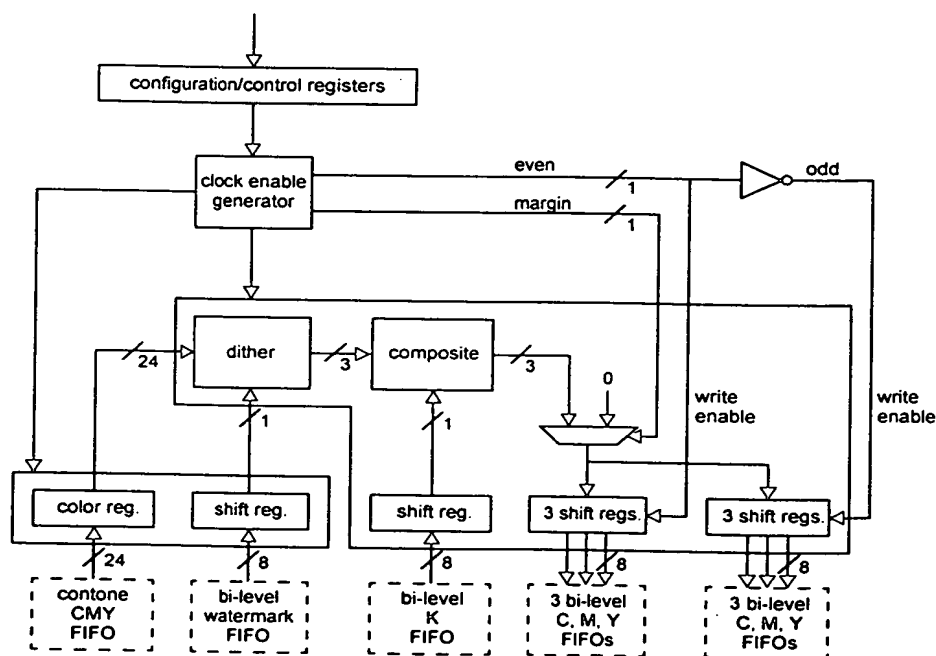 configuration/control registers
clock enable
generator
even
1
odd
margin
1
dither
composite
24
3
3
0
1
1
write
enable
write
enable
color reg.
shift reg.
shift reg.
3 shift regs.
3 shift regs.
24
8
8
8
8
contone
CMY
FIFO
bi-level
watermark
FIFO
bi-level
K
FIFO
3 bi-level
C, M, Y
FIFOs
3 bi-level
C, M, Y
FIFOs